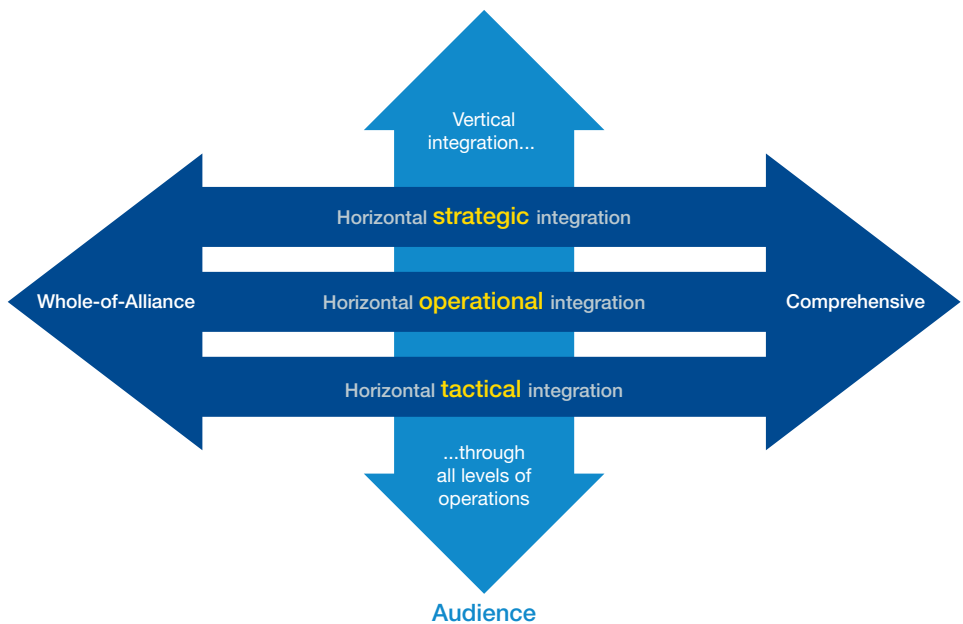 Vertical
integration...
Horizontal strategic integration
Whole-of-Alliance
Horizontal operational integration
Comprehensive
Horizontal tactical integration
...through
all levels of
operations
Audience